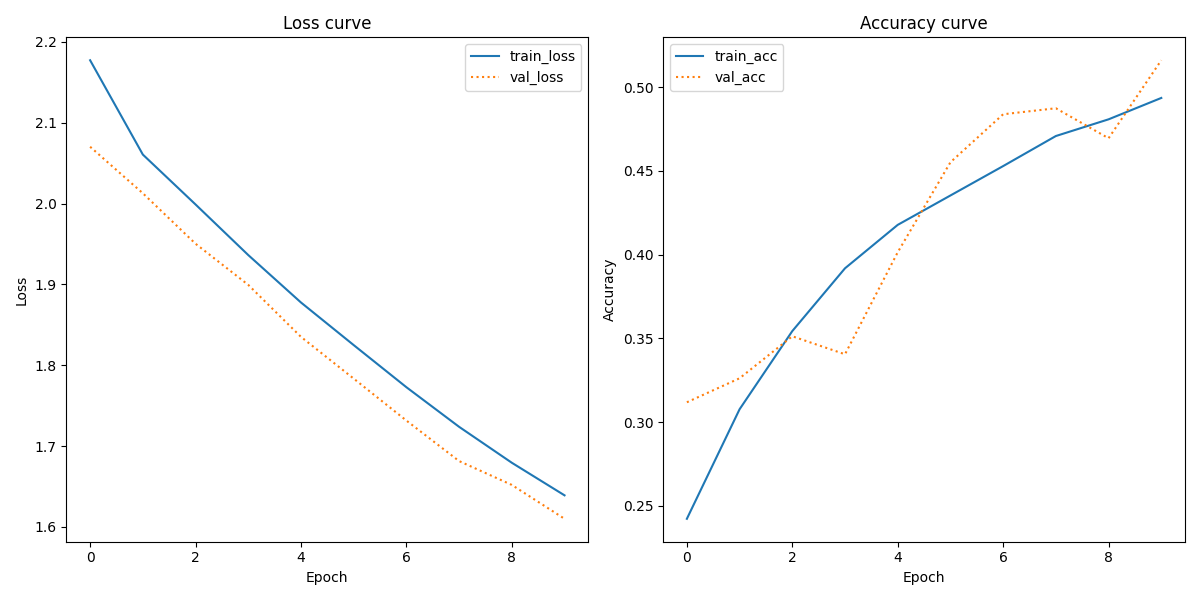 Loss curve
train_loss
val_loss
2.2
2.1
2.0
1.9
1.8
1.7
1.6
Loss
0 2 4 6 8
Epoch
Accuracy curve
train_acc
val_acc
0.50
0.45
0.40
0.35
0.30
0.25
Accuracy
0 2 4 6 8
Epoch